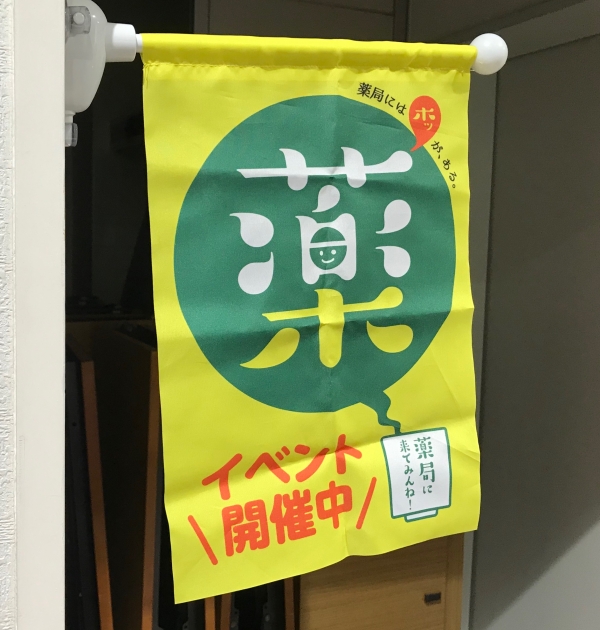 薬局にはホッが、ある。
薬
イベント
\開催中/
薬局に
来てみんね！